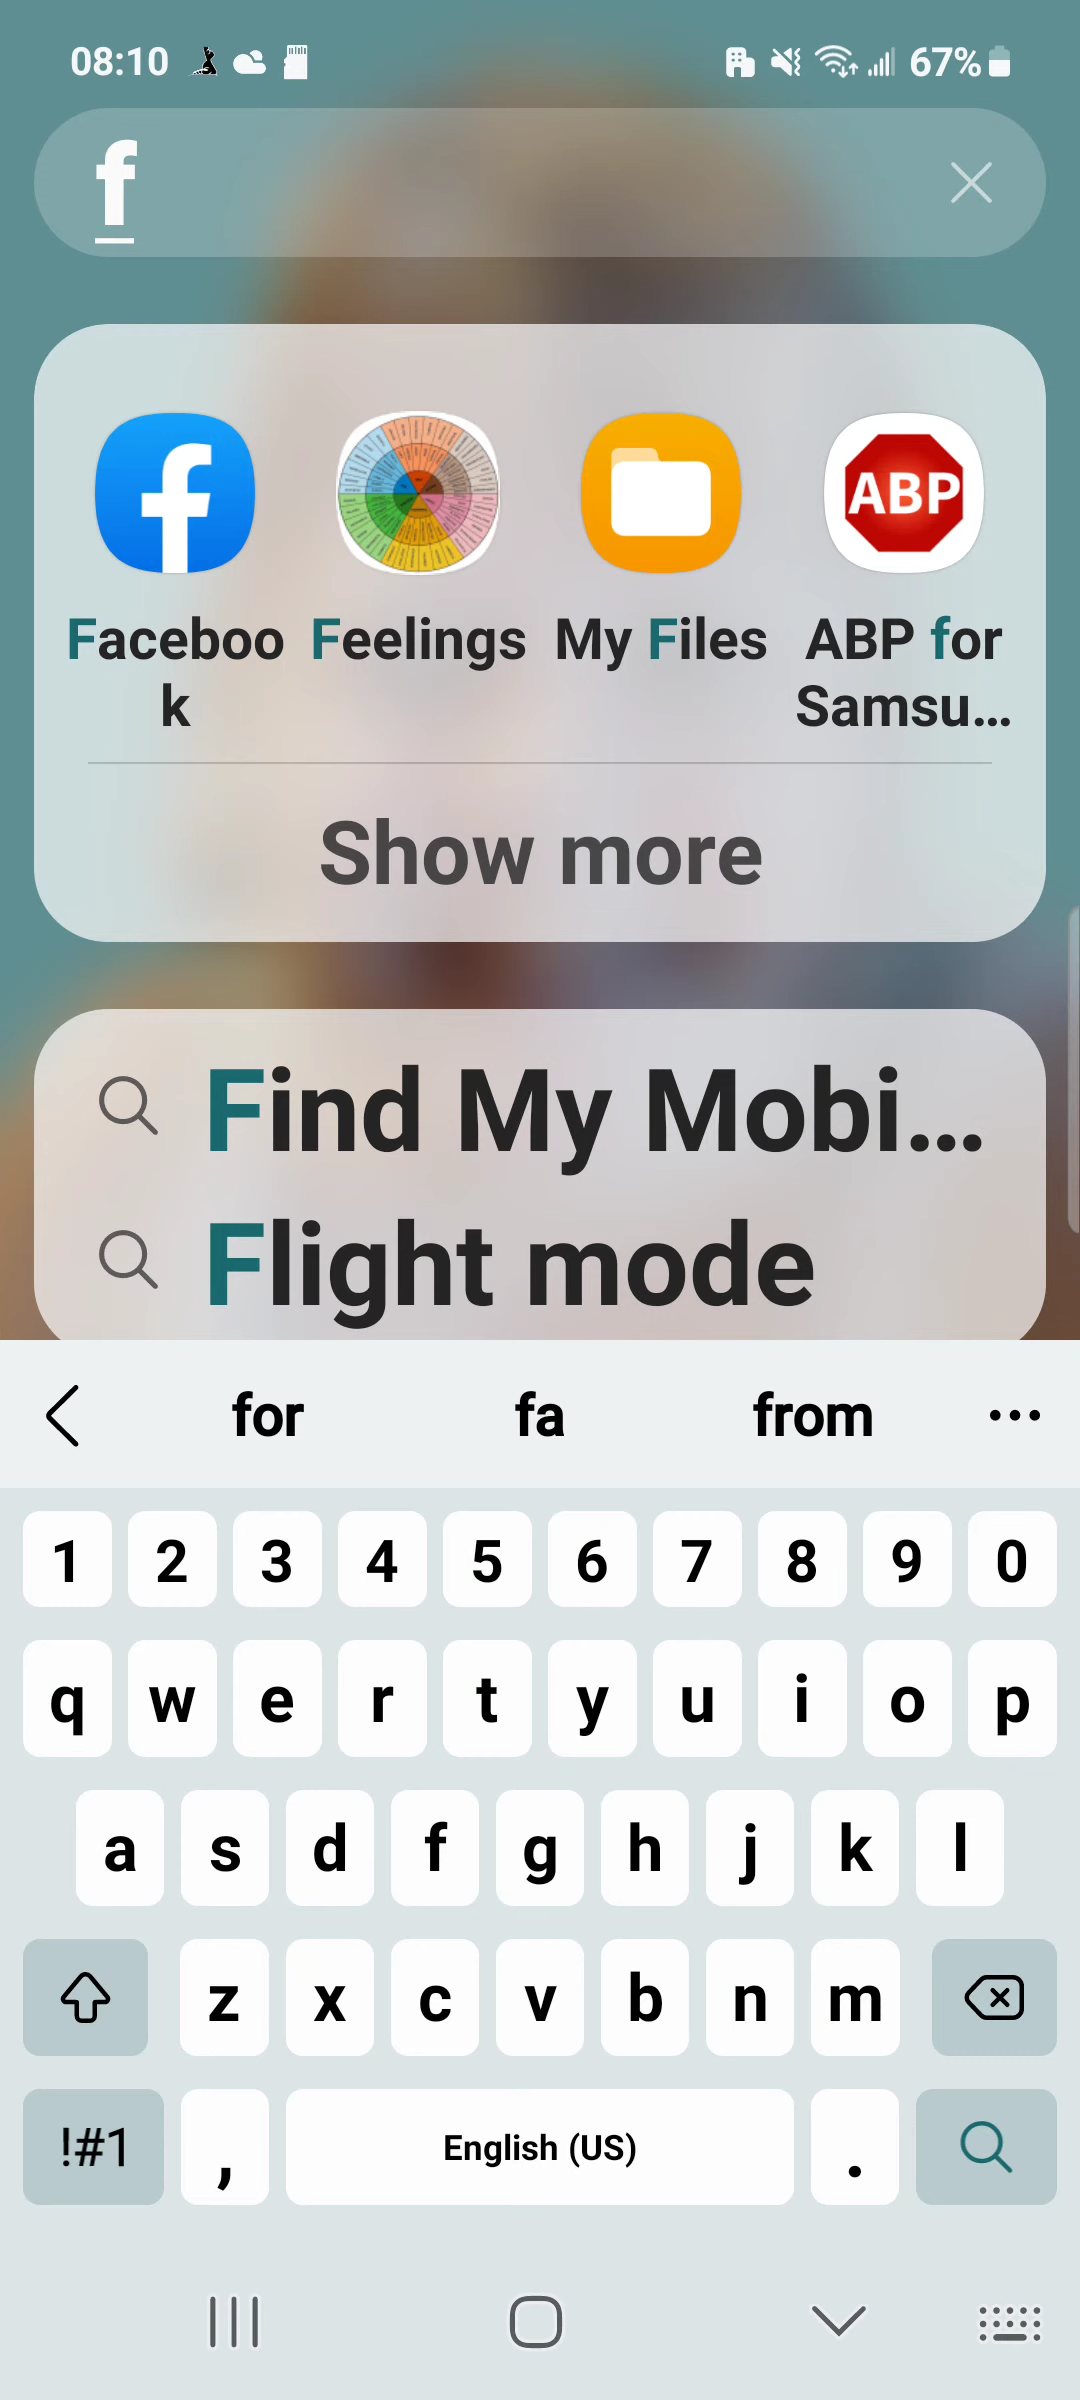 08:10
67%
f
ABP
Faceboo
k
Feelings
My Files
ABP for
Samsu...
Show more
Find My Mobi...
Flight mode
for fa from
1 2 3 4 5 6 7 8 9 0
q w e r t y u i o p
a s d f g h j k l
z x c v b n m
!#1 , English (US) .